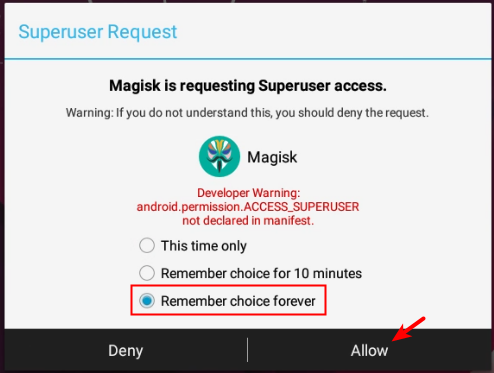 Superuser Request
Magisk is requesting Superuser access.
Warning: If you do not understand this, you should deny the request.
Magisk
Developer Warning:
android.permission.ACCESS_SUPERUSER
not declared in manifest.
This time only
Remember choice for 10 minutes
Remember choice forever
Deny
Allow